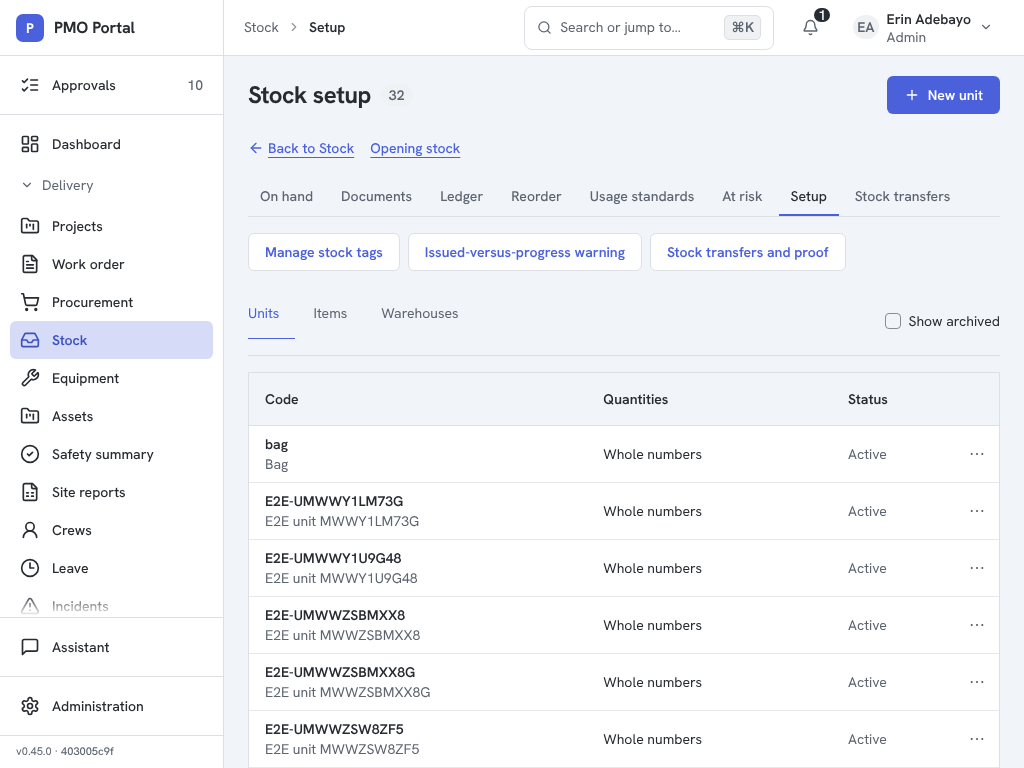 P PMO Portal
Stock > Setup
Search or jump to... ⌘K
1
EA Erin Adebayo
Admin
Approvals 10
Dashboard
Delivery
Projects
Work order
Procurement
Stock
Equipment
Assets
Safety summary
Site reports
Crews
Leave
Incidents
Assistant
Administration
v0.45.0 · 403005c9f
Stock setup 32
+ New unit
← Back to Stock Opening stock
On hand Documents Ledger Reorder Usage standards At risk Setup Stock transfers
Manage stock tags Issued-versus-progress warning Stock transfers and proof
Units Items Warehouses
Show archived
Code Quantities Status
bag
Bag
Whole numbers Active ...
E2E-UMWWY1LM73G
E2E unit MWWY1LM73G
Whole numbers Active ...
E2E-UMWWY1U9G48
E2E unit MWWY1U9G48
Whole numbers Active ...
E2E-UMWWZSBMXX8
E2E unit MWWZSBMXX8
Whole numbers Active ...
E2E-UMWWZSBMXX8G
E2E unit MWWZSBMXX8G
Whole numbers Active ...
E2E-UMWWZSW8ZF5
E2E unit MWWZSW8ZF5
Whole numbers Active ...